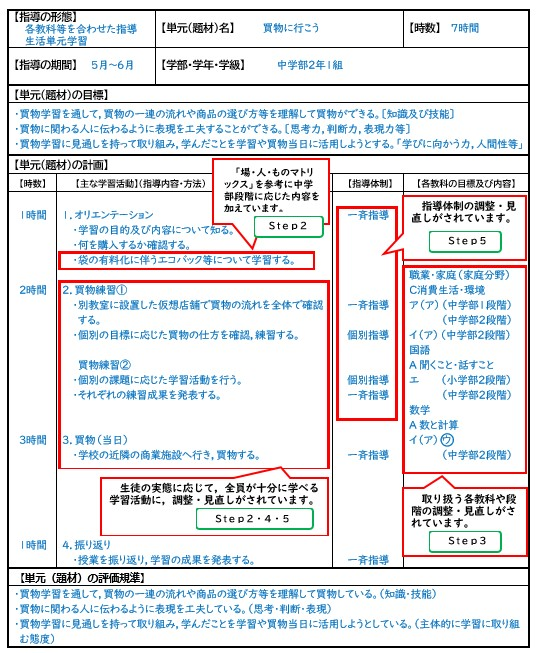 【指導の形態】
各教科等を合わせた指導
生活単元学習
【単元(題材)名】 買物に行こう
【時数】 7時間
【指導の期間】 5月～6月
【学部・学年・学級】 中学部2年1組
【単元(題材)の目標】
・買物学習を通して，買物の一連の流れや商品の選び方等を理解して買物ができる。[知識及び技能]
・買物に関わる人に伝わるように表現を工夫することができる。[思考力，判断力，表現力等]
・買物学習に見通しを持って取り組み，学んだことを学習や買物当日に活用しようとする。「学びに向かう力，人間性等」
【単元(題材)の計画】
【時数】 【主な学習活動】(指導内容・方法) 【指導体制】 【各教科の目標及び内容】
「場・人・ものマトリックス」を参考に中学部段階に応じた内容を加えています。
Step2
指導体制の調整・見直しがされています。
Step5
1時間 1．オリエンテーション 一斉指導
・学習の目的及び内容について知る。
・何を購入するか確認する。
・袋の有料化に伴うエコバック等について学習する。
2時間 2．買物練習①
・別教室に設置した仮想店舗で買物の流れを全体で確認する。 一斉指導
・個別の目標に応じた買物の仕方を確認，練習する。 個別指導
買物練習②
・個別の課題に応じた学習活動を行う。 個別指導
・それぞれの練習成果を発表する。 一斉指導
職業・家庭(家庭分野)
C消費生活・環境
ア(ア) (中学部1段階)
(中学部2段階)
イ(ア) (中学部2段階)
国語
A 聞くこと・話すこと
エ (小学部2段階)
(中学部2段階)
数学
A 数と計算
イ(ア)㋒
(中学部2段階)
3時間 3．買物(当日)
・学校の近隣の商業施設へ行き，買物する。 一斉指導
生徒の実態に応じて，全員が十分に学べる学習活動に，調整・見直しがされています。
Step2・4・5
取り扱う各教科や段階の調整・見直しがされています。
Step3
1時間 4．振り返り
・授業を振り返り，学習の成果を発表する。 一斉指導
【単元（題材）の評価規準】
・買物学習を通して，買物の一連の流れや商品の選び方等を理解して買物している。(知識・技能)
・買物に関わる人に伝わるように表現を工夫している。(思考・判断・表現)
・買物学習に見通しを持って取り組み，学んだことを学習や買物当日に活用しようとしている。(主体的に学習に取り組む態度)